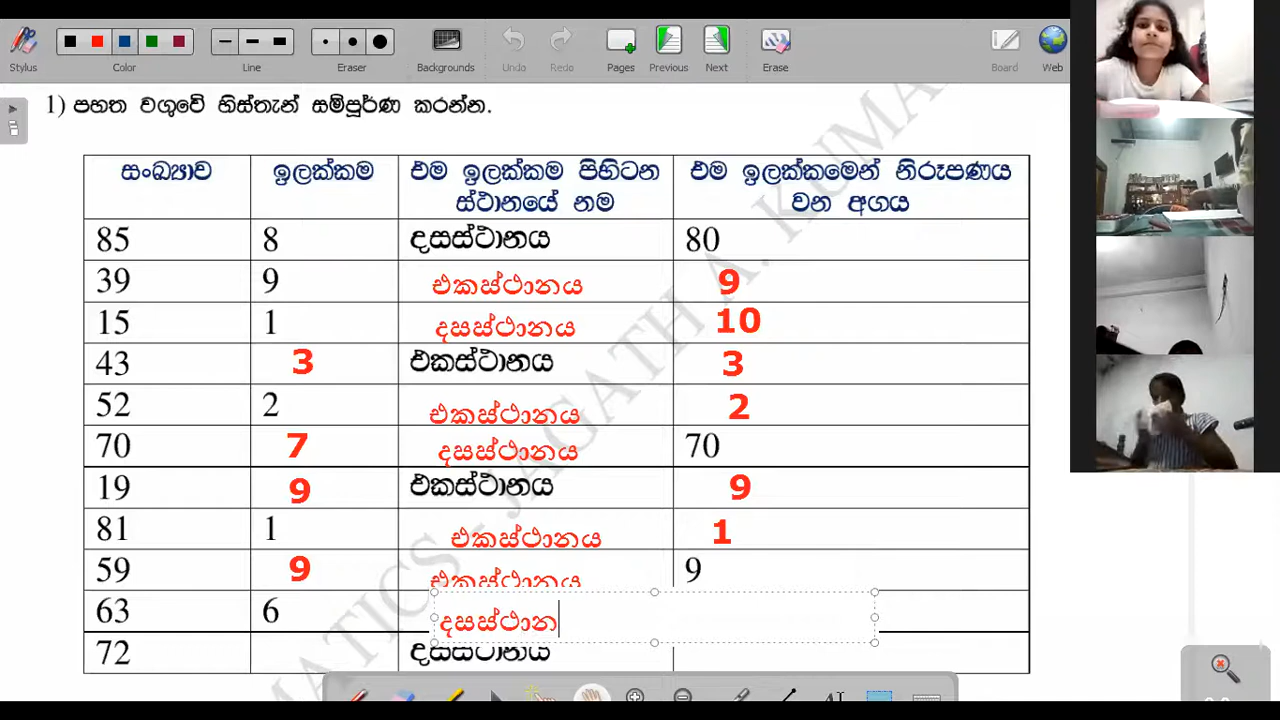 Stylus Color Line Eraser Backgrounds Undo Redo Pages Previous Next Erase Board Web
1) පහත වගුවේ හිස්තැන් සම්පූර්ණ කරන්න.
සංඛ්‍යාව ඉලක්කම එම ඉලක්කම පිහිටන එම ඉලක්කමෙන් නිරූපණය
ස්ථානයේ නම වන අගය
85 8 දසස්ථානය 80
39 9 එකස්ථානය 9
15 1 දසස්ථානය 10
43 3 එකස්ථානය 3
52 2 එකස්ථානය 2
70 7 දසස්ථානය 70
19 9 එකස්ථානය 9
81 1 එකස්ථානය 1
59 9 එකස්ථානය 9
63 6 දසස්ථාන
72 දසස්ථානය
MATICS - JAGATH A. KUMA